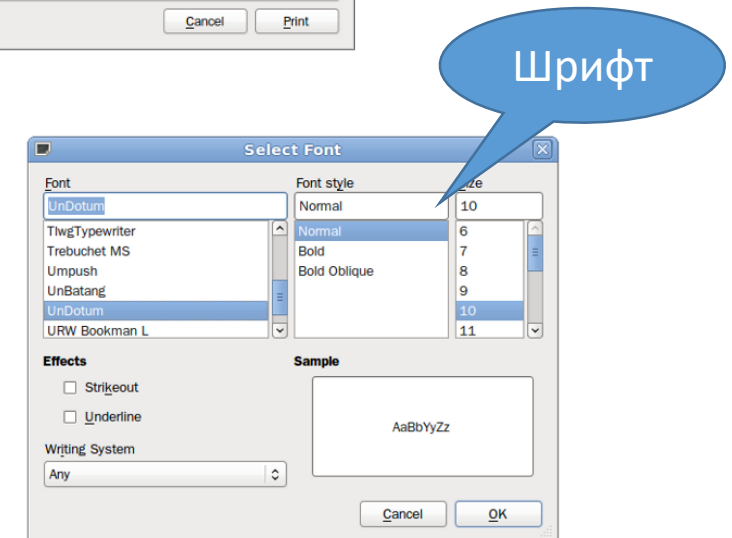 Cancel Print
Шрифт
Select Font
Font Font style
UnDotum Normal 10
TlwgTypewriter Normal 6
Trebuchet MS Bold 7
Umpush Bold Oblique 8
UnBatang 9
UnDotum 10
URW Bookman L 11
Effects Sample
Strikeout
Underline
AaBbYyZz
Writing System
Any
Cancel OK